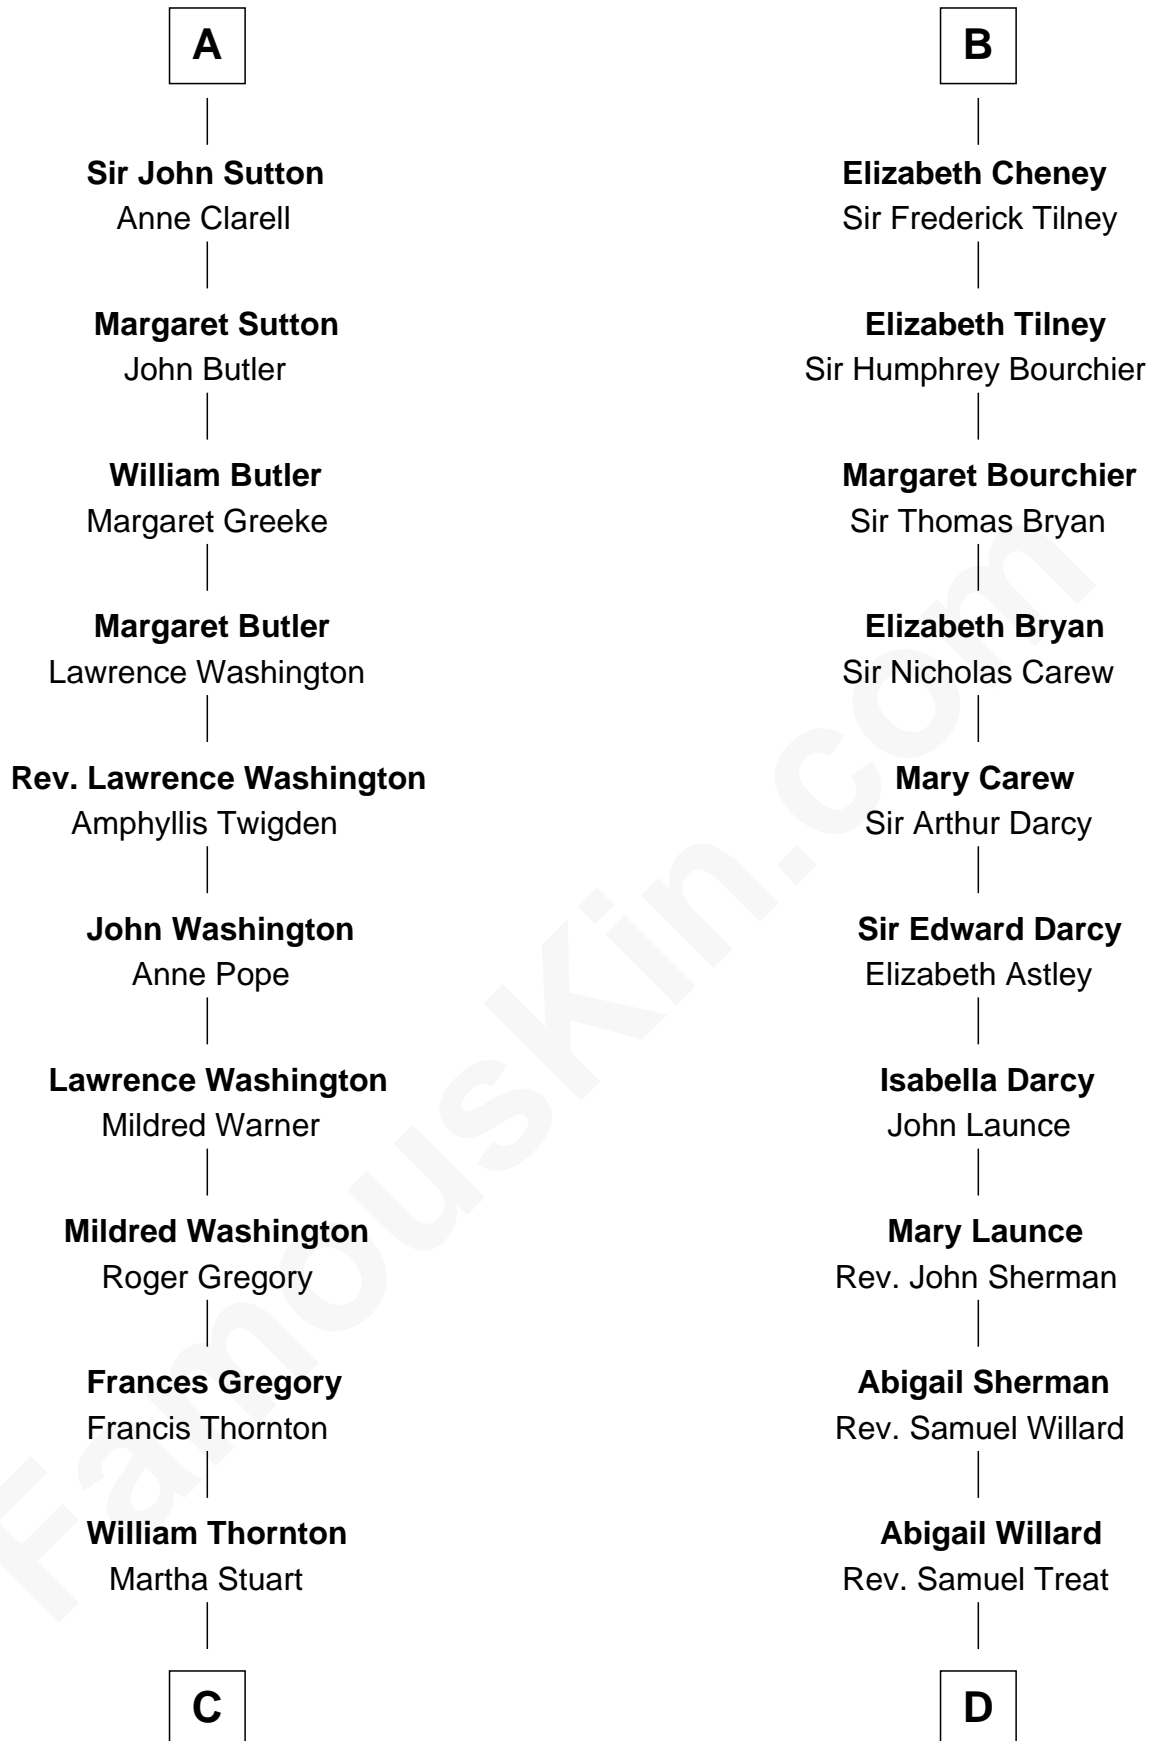 A
Sir John Sutton
Anne Clarell
Margaret Sutton
John Butler
William Butler
Margaret Greeke
Margaret Butler
Lawrence Washington
Rev. Lawrence Washington
Amphyllis Twigden
John Washington
Anne Pope
Lawrence Washington
Mildred Warner
Mildred Washington
Roger Gregory
Frances Gregory
Francis Thornton
William Thornton
Martha Stuart
C
B
Elizabeth Cheney
Sir Frederick Tilney
Elizabeth Tilney
Sir Humphrey Bourchier
Margaret Bourchier
Sir Thomas Bryan
Elizabeth Bryan
Sir Nicholas Carew
Mary Carew
Sir Arthur Darcy
Sir Edward Darcy
Elizabeth Astley
Isabella Darcy
John Launce
Mary Launce
Rev. John Sherman
Abigail Sherman
Rev. Samuel Willard
Abigail Willard
Rev. Samuel Treat
D
FamousKin.com